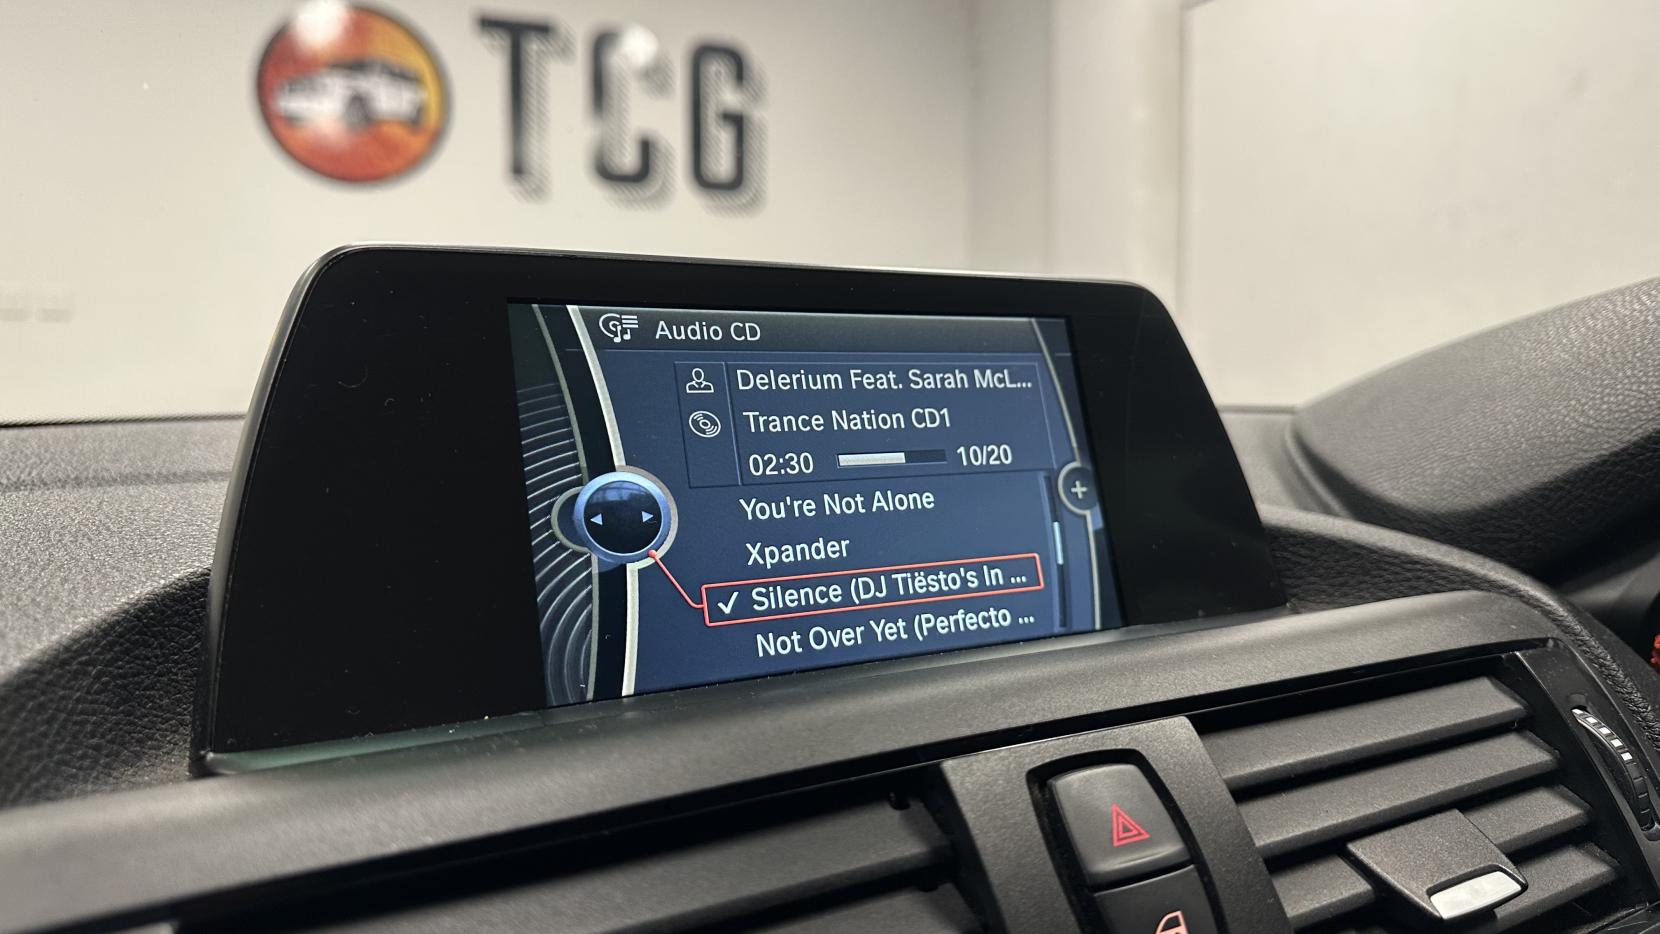 TCG
Audio CD
Delerium Feat. Sarah McL...
Trance Nation CD1
02:30 10/20
You're Not Alone
Xpander
Silence (DJ Tiësto's In ...
Not Over Yet (Perfecto ...